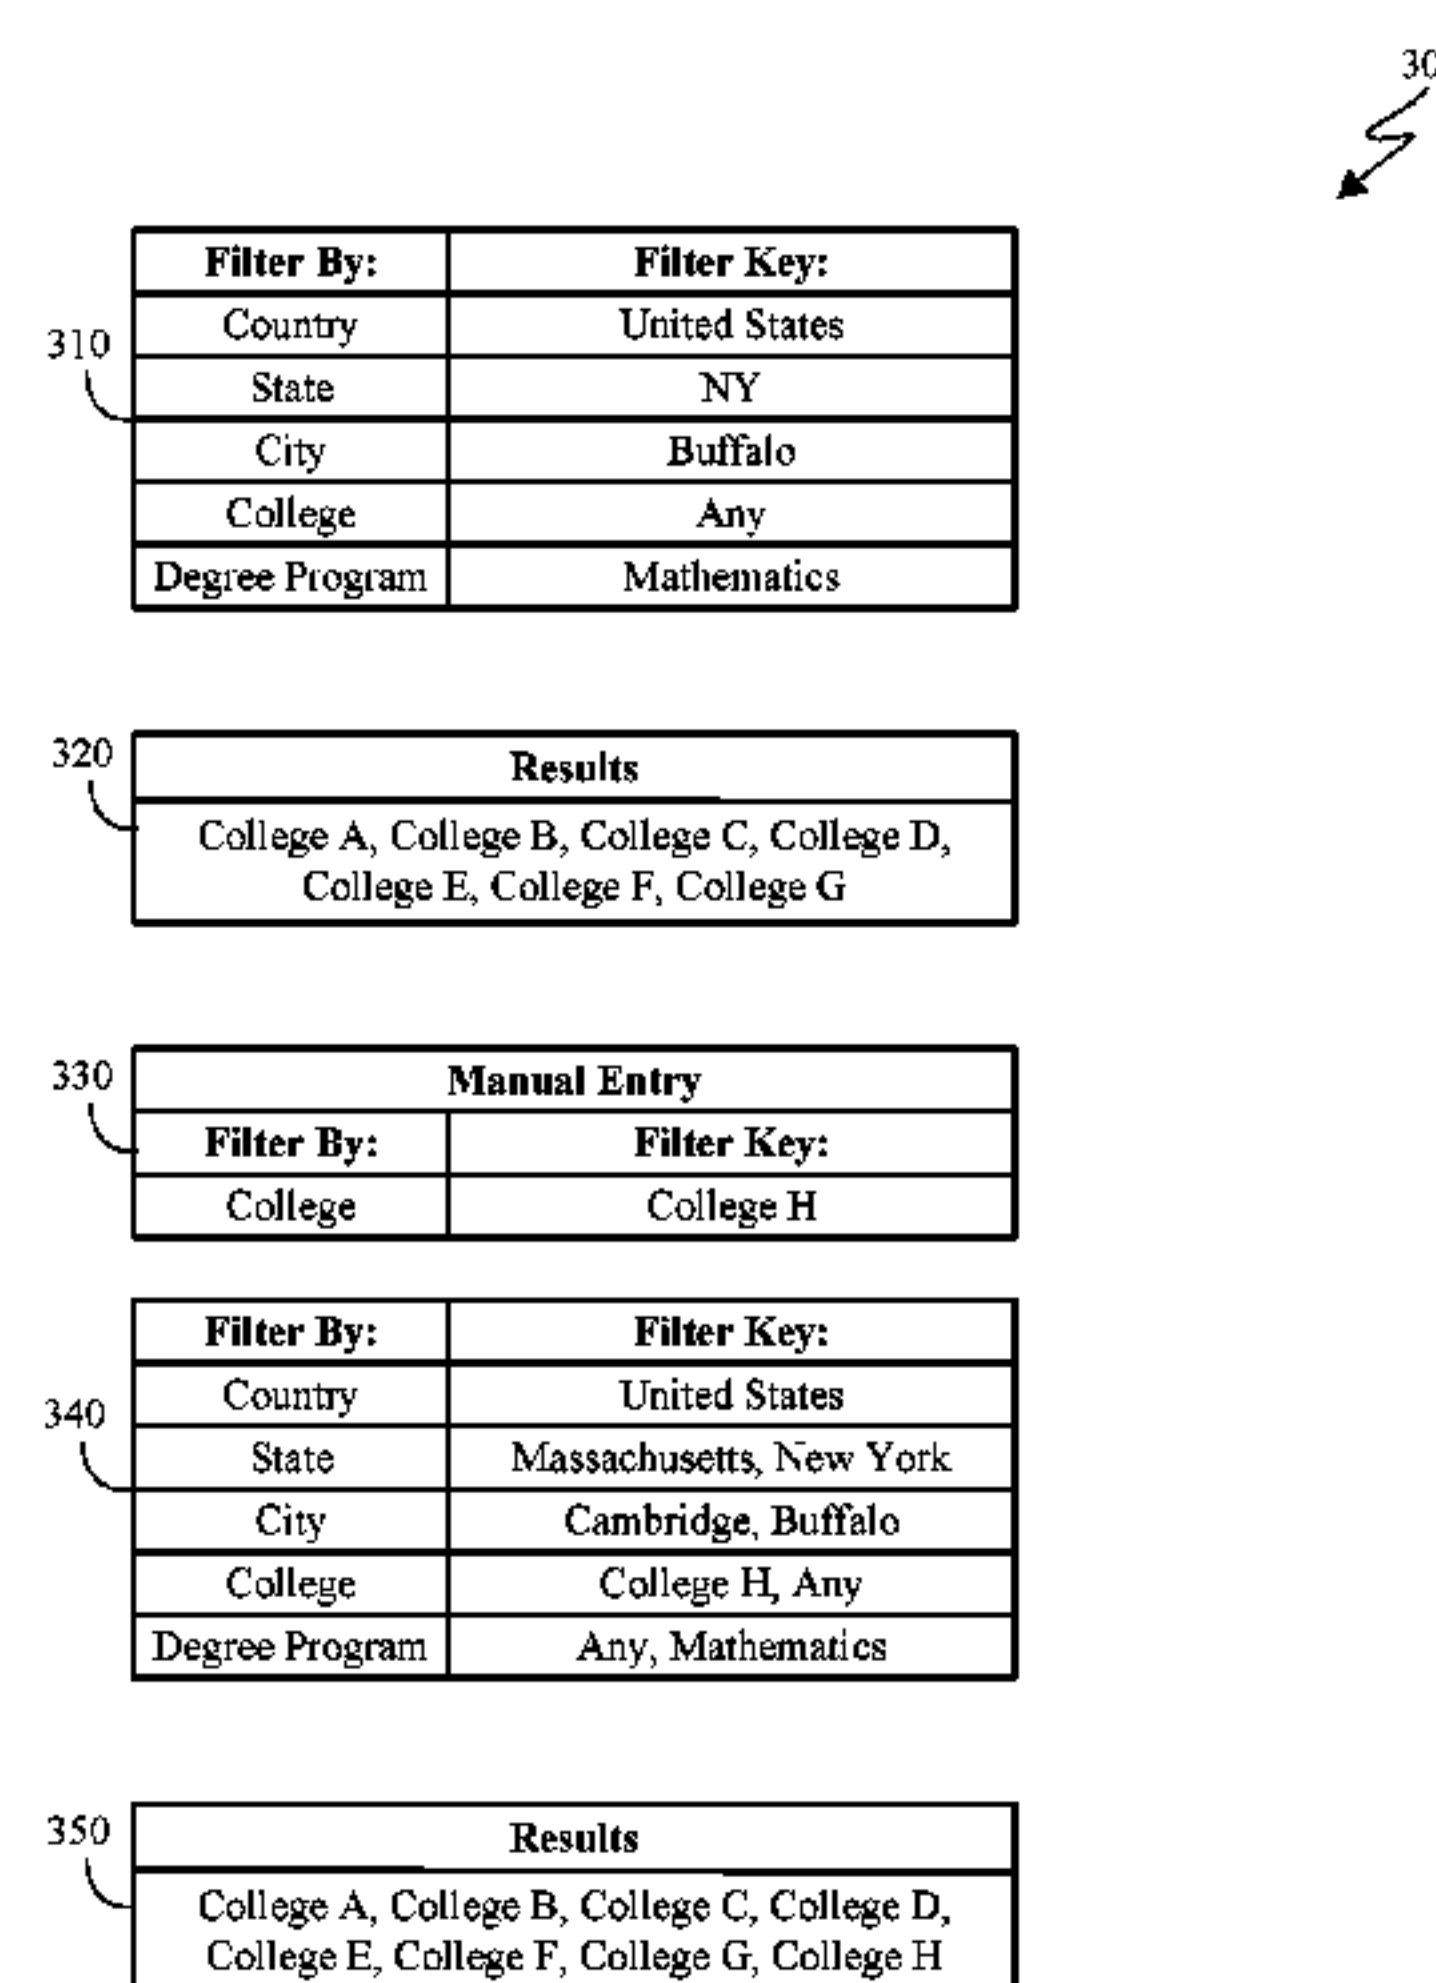 30
Filter By: Filter Key:
310
Country United States
State NY
City Buffalo
College Any
Degree Program Mathematics
320
Results
College A, College B, College C, College D,
College E, College F, College G
330
Manual Entry
Filter By: Filter Key:
College College H
Filter By: Filter Key:
340
Country United States
State Massachusetts, New York
City Cambridge, Buffalo
College College H, Any
Degree Program Any, Mathematics
350
Results
College A, College B, College C, College D,
College E, College F, College G, College H